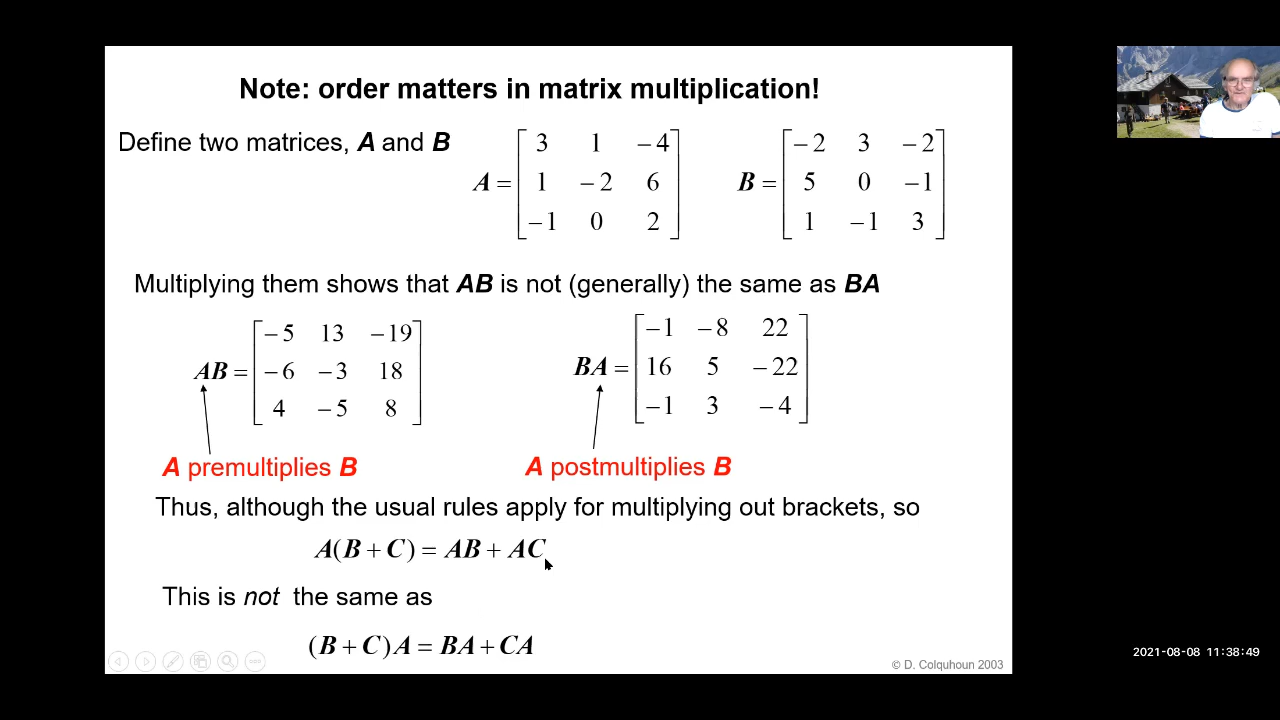 Note: order matters in matrix multiplication!
Define two matrices, A and B
A = [ 3 1 −4
1 −2 6
−1 0 2 ]
B = [ −2 3 −2
5 0 −1
1 −1 3 ]
Multiplying them shows that AB is not (generally) the same as BA
AB = [ −5 13 −19
−6 −3 18
4 −5 8 ]
BA = [ −1 −8 22
16 5 −22
−1 3 −4 ]
A premultiplies B
A postmultiplies B
Thus, although the usual rules apply for multiplying out brackets, so
A(B + C) = AB + AC
This is not the same as
(B + C)A = BA + CA
© D. Colquhoun 2003
2021-08-08 11:38:49